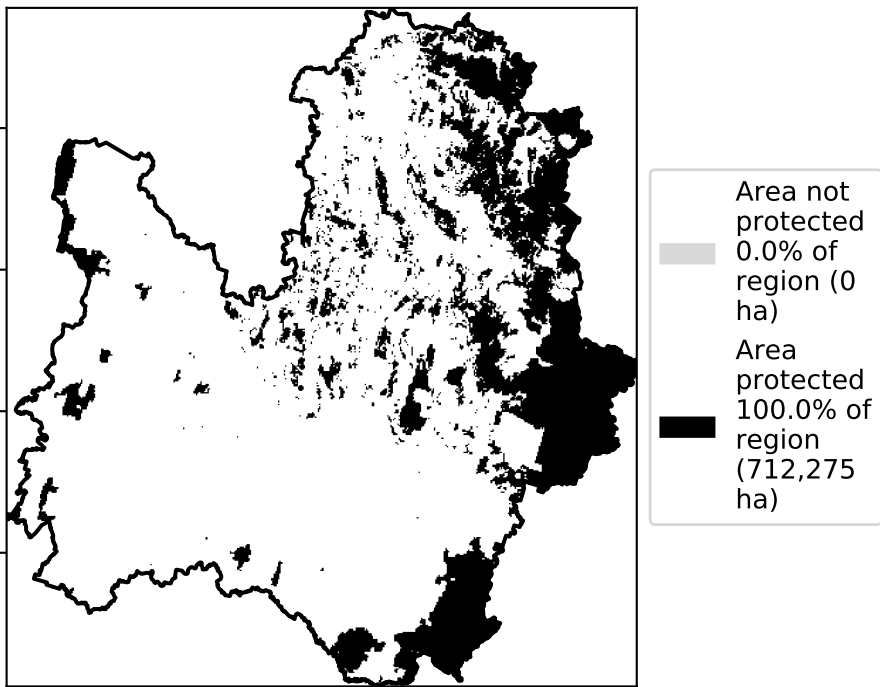 Area not
protected
0.0% of
region (0
ha)
Area
protected
100.0% of
region
(712,275
ha)